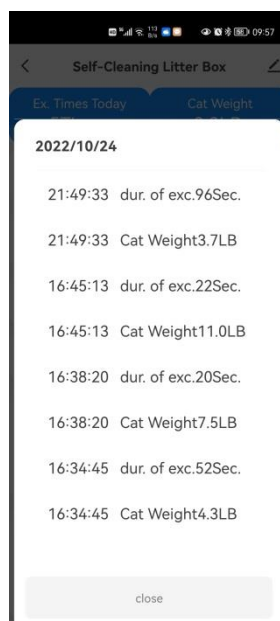 113
B/s
09:57
Self-Cleaning Litter Box
Ex. Times Today
Cat Weight
2022/10/24
21:49:33 dur. of exc.96Sec.
21:49:33 Cat Weight3.7LB
16:45:13 dur. of exc.22Sec.
16:45:13 Cat Weight11.0LB
16:38:20 dur. of exc.20Sec.
16:38:20 Cat Weight7.5LB
16:34:45 dur. of exc.52Sec.
16:34:45 Cat Weight4.3LB
close